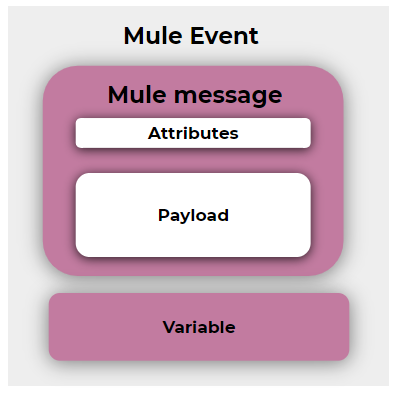 Mule Event
Mule message
Attributes
Payload
Variable